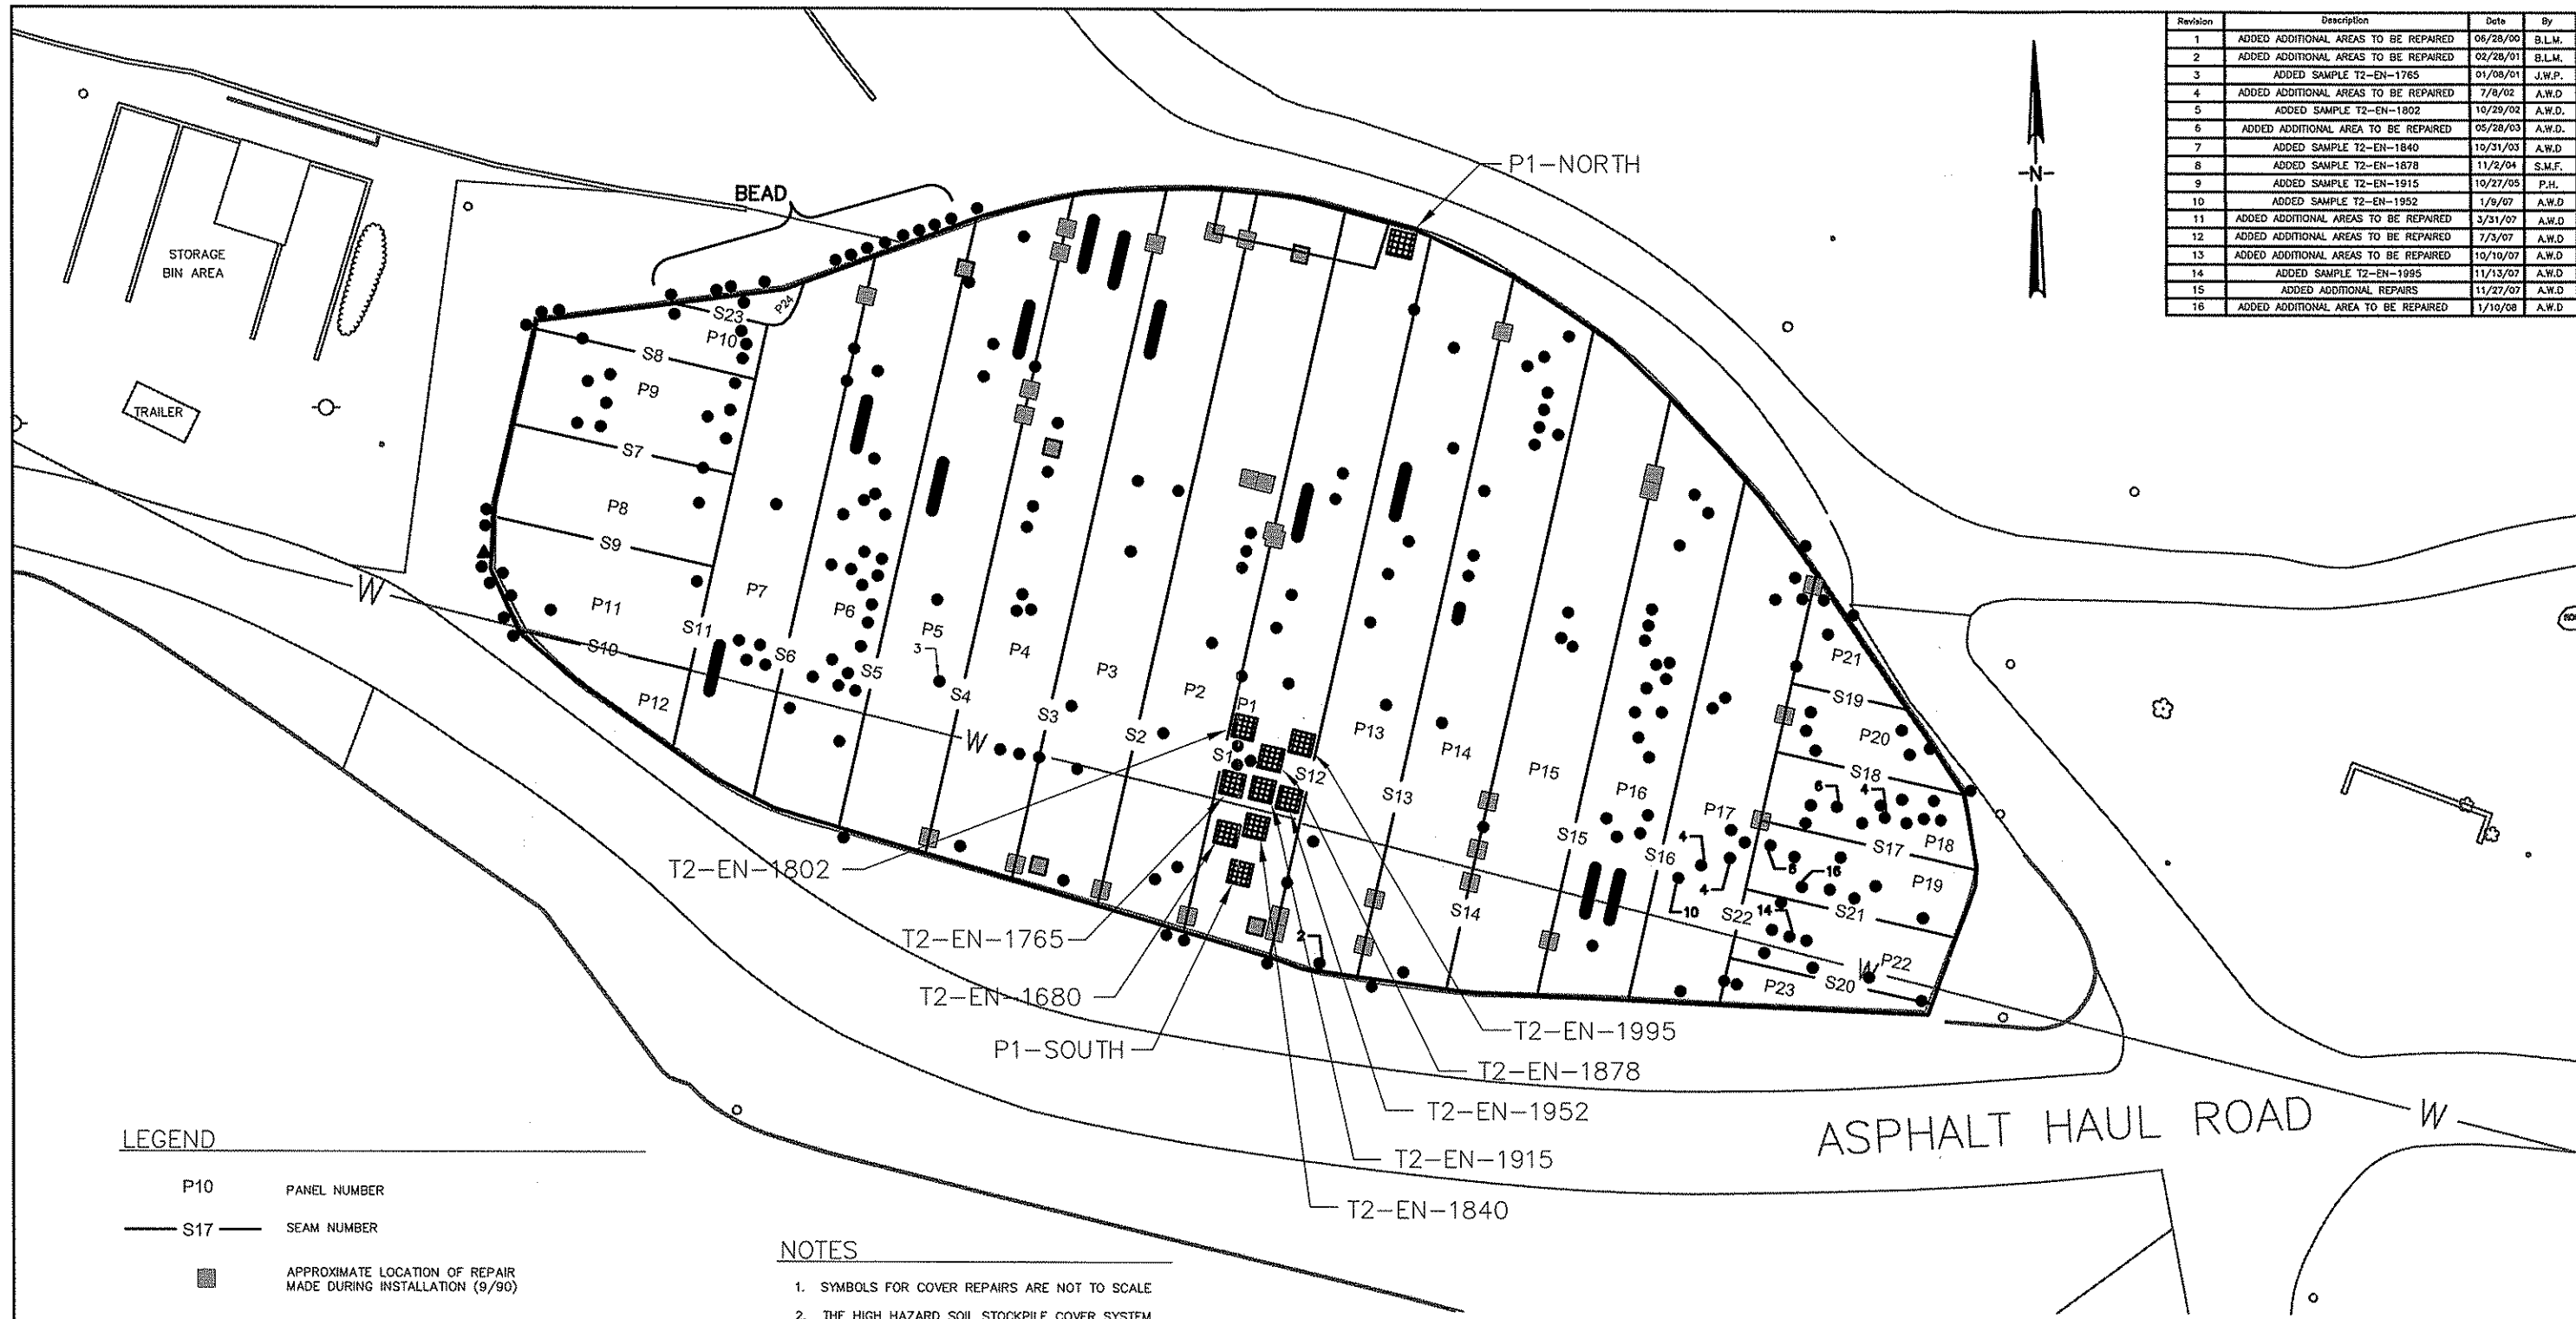 Revision Description Date By
1 ADDED ADDITIONAL AREAS TO BE REPAIRED 06/28/00 B.L.M.
2 ADDED ADDITIONAL AREAS TO BE REPAIRED 02/28/01 B.L.M.
3 ADDED SAMPLE T2-EN-1765 01/08/01 J.W.P.
4 ADDED ADDITIONAL AREAS TO BE REPAIRED 7/8/02 A.W.D
5 ADDED SAMPLE T2-EN-1802 10/29/02 A.W.D.
6 ADDED ADDITIONAL AREA TO BE REPAIRED 05/28/03 A.W.D.
7 ADDED SAMPLE T2-EN-1840 10/31/03 A.W.D
8 ADDED SAMPLE T2-EN-1878 11/2/04 S.M.F.
9 ADDED SAMPLE T2-EN-1915 10/27/05 P.H.
10 ADDED SAMPLE T2-EN-1952 1/9/07 A.W.D
11 ADDED ADDITIONAL AREAS TO BE REPAIRED 3/31/07 A.W.D
12 ADDED ADDITIONAL AREAS TO BE REPAIRED 7/3/07 A.W.D
13 ADDED ADDITIONAL AREAS TO BE REPAIRED 10/10/07 A.W.D
14 ADDED SAMPLE T2-EN-1995 11/13/07 A.W.D
15 ADDED ADDITIONAL REPAIRS 11/27/07 A.W.D
16 ADDED ADDITIONAL AREA TO BE REPAIRED 1/10/08 A.W.D
-N-
P1-NORTH
BEAD
STORAGE
BIN AREA
TRAILER
P24
S23
P10
S8
P9
S7
P8
S9
P11
S10
P12
S11
P7
S6
P6
S5
P5
3
S4
P4
S3
P3
S2
P2
P1
S1
S12
P13
S13
P14
S14
P15
S15
P16
S16
P17
S22
P21
S19
P20
S18
6
4
P18
S17
4
4
10
16
P19
S21
14
P22
S20
P23
2
W
W
W
W
T2-EN-1802
T2-EN-1765
T2-EN-1680
P1-SOUTH
T2-EN-1995
T2-EN-1878
T2-EN-1952
T2-EN-1915
T2-EN-1840
ASPHALT HAUL ROAD
LEGEND
P10 PANEL NUMBER
S17 SEAM NUMBER
APPROXIMATE LOCATION OF REPAIR
MADE DURING INSTALLATION (9/90)
NOTES
1. SYMBOLS FOR COVER REPAIRS ARE NOT TO SCALE
2. THE HIGH HAZARD SOIL STOCKPILE COVER SYSTEM